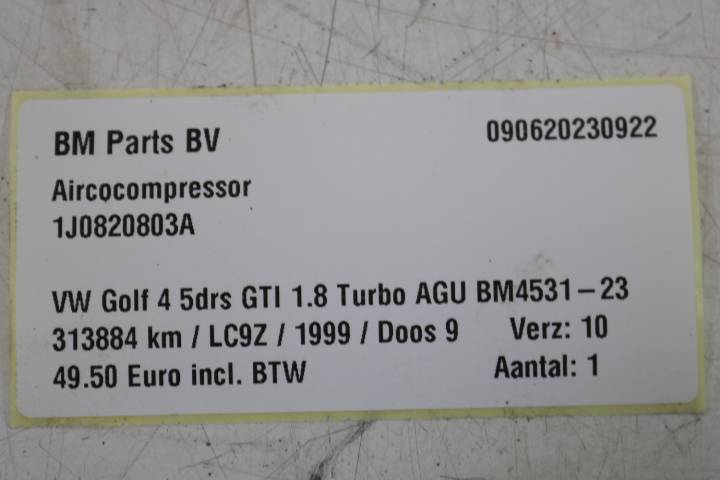 BM Parts BV 090620230922
Aircocompressor
1J0820803A
VW Golf 4 5drs GTI 1.8 Turbo AGU BM4531-23
313884 km / LC9Z / 1999 / Doos 9 Verz: 10
49.50 Euro incl. BTW Aantal: 1